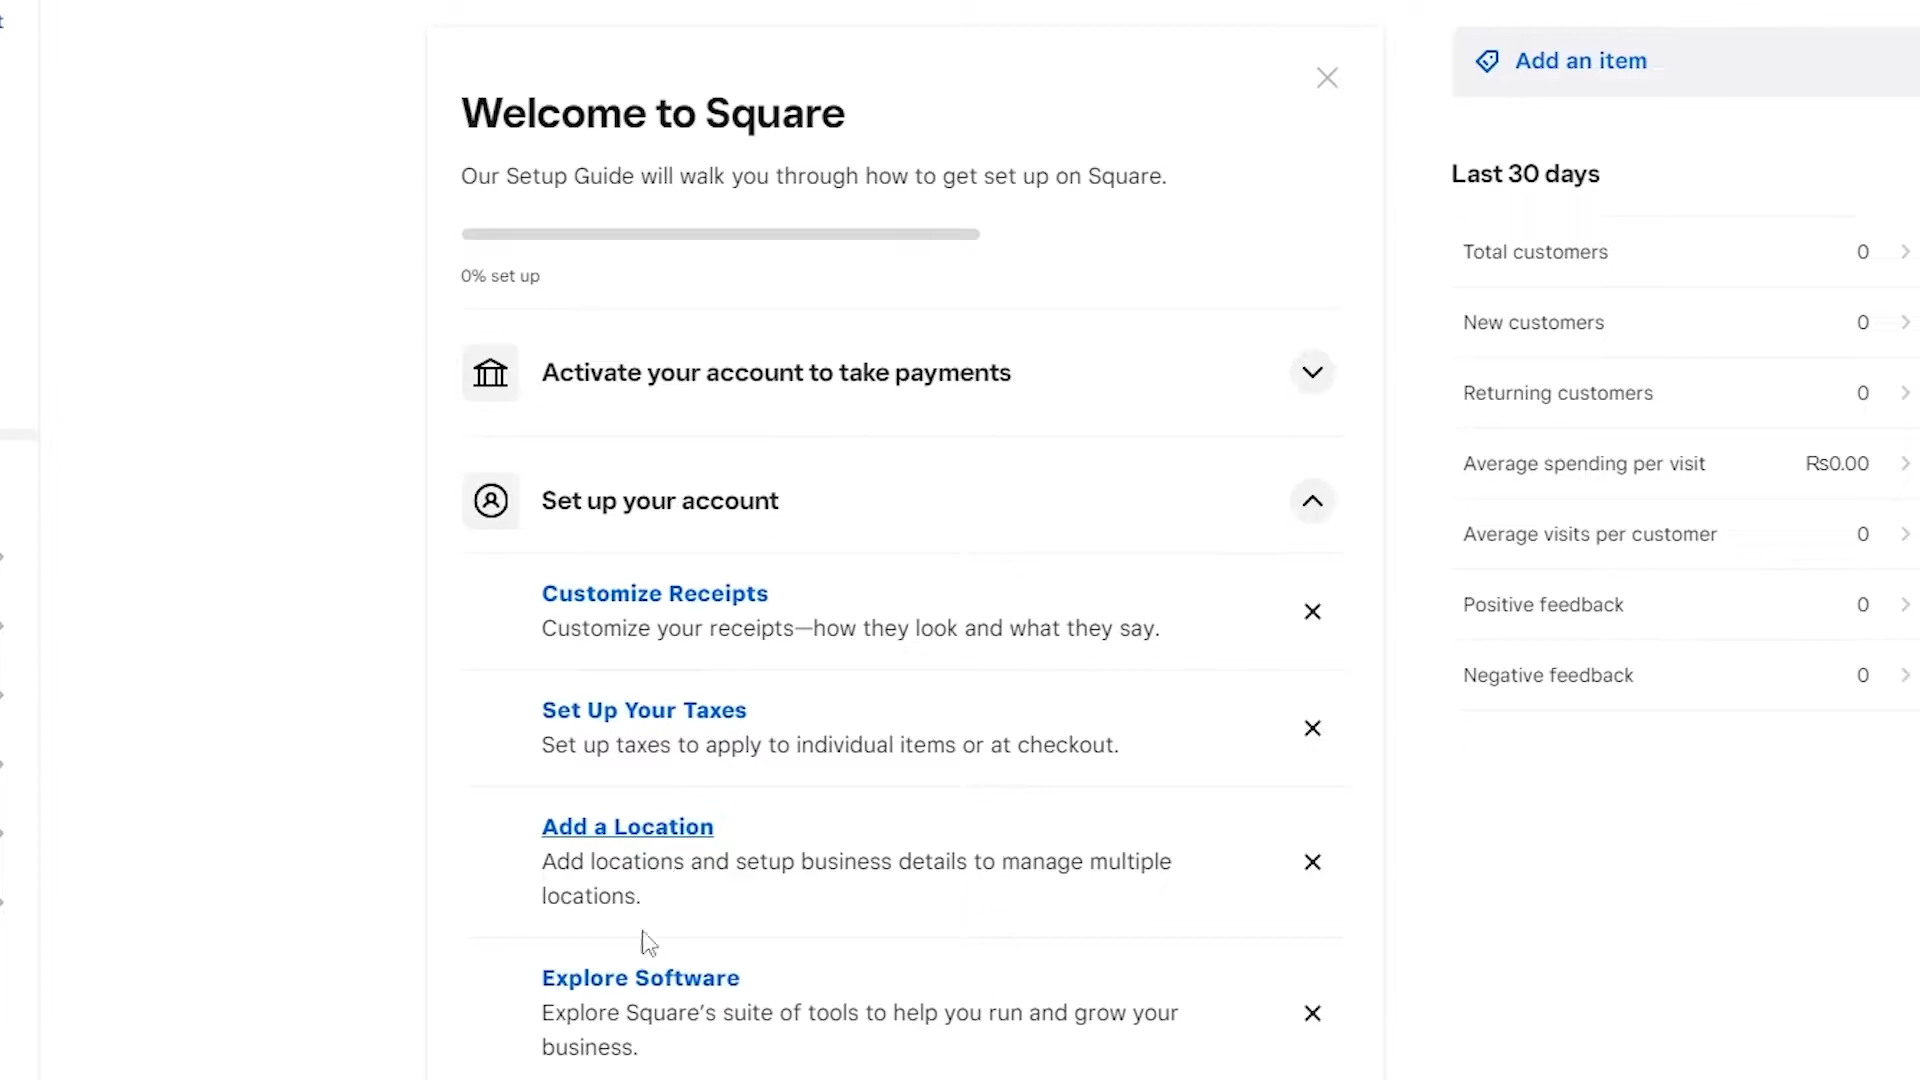 Welcome to Square
Our Setup Guide will walk you through how to get set up on Square.
0% set up
Activate your account to take payments
Set up your account
Customize Receipts
Customize your receipts—how they look and what they say.
Set Up Your Taxes
Set up taxes to apply to individual items or at checkout.
Add a Location
Add locations and setup business details to manage multiple
locations.
Explore Software
Explore Square's suite of tools to help you run and grow your
business.
Add an item
Last 30 days
Total customers 0
New customers 0
Returning customers 0
Average spending per visit Rs0.00
Average visits per customer 0
Positive feedback 0
Negative feedback 0